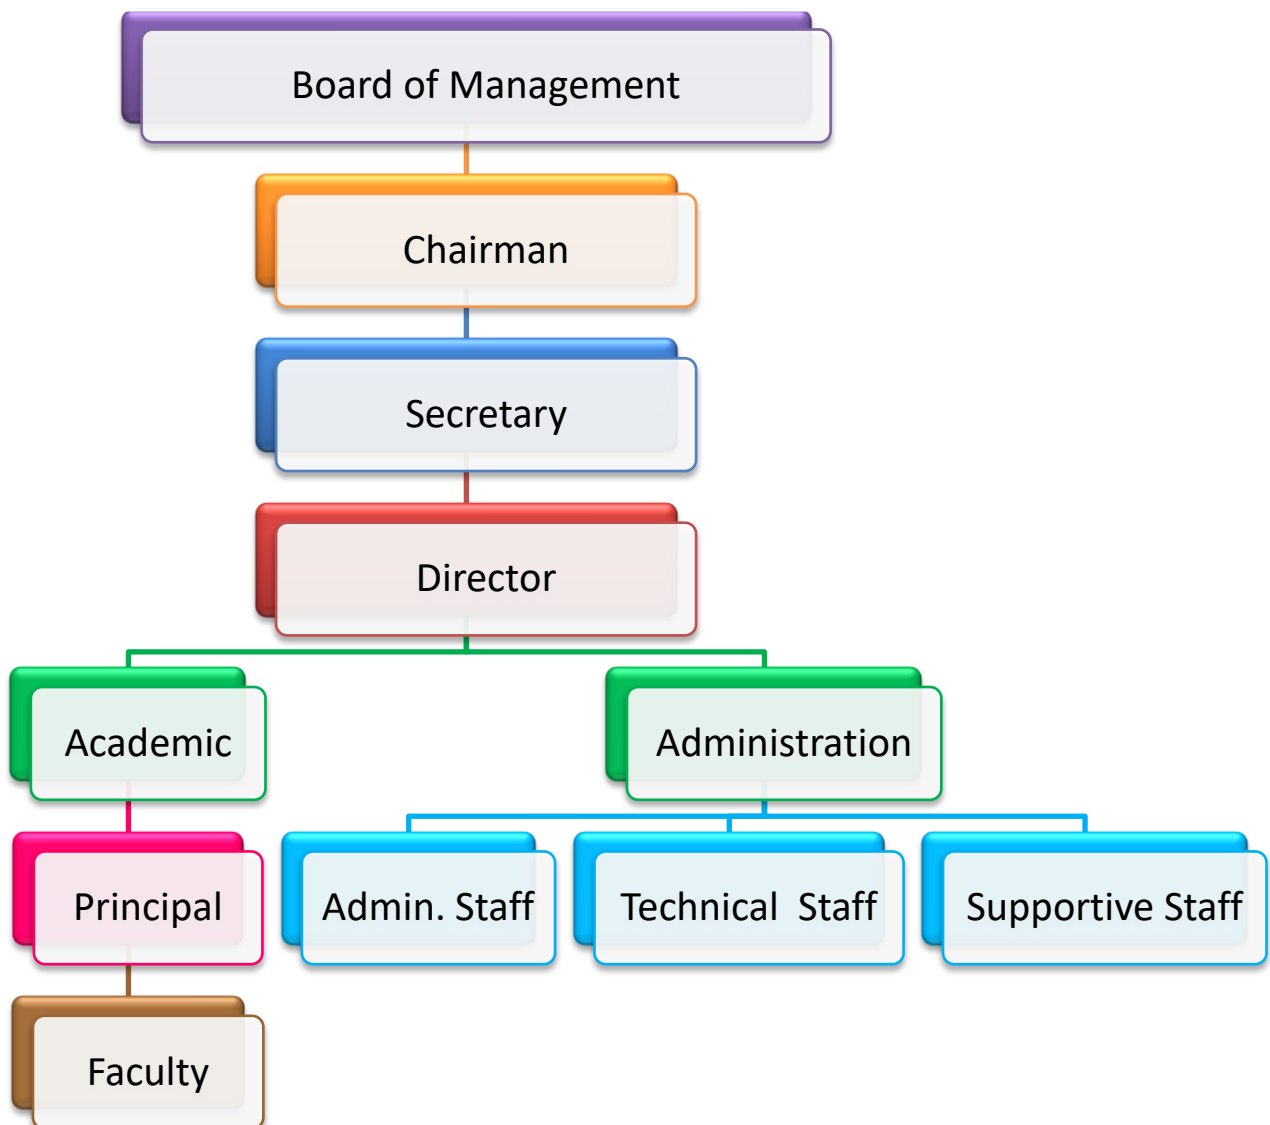 Board of Management
Chairman
Secretary
Director
Academic
Administration
Principal
Admin. Staff
Technical  Staff
Supportive Staff
Faculty